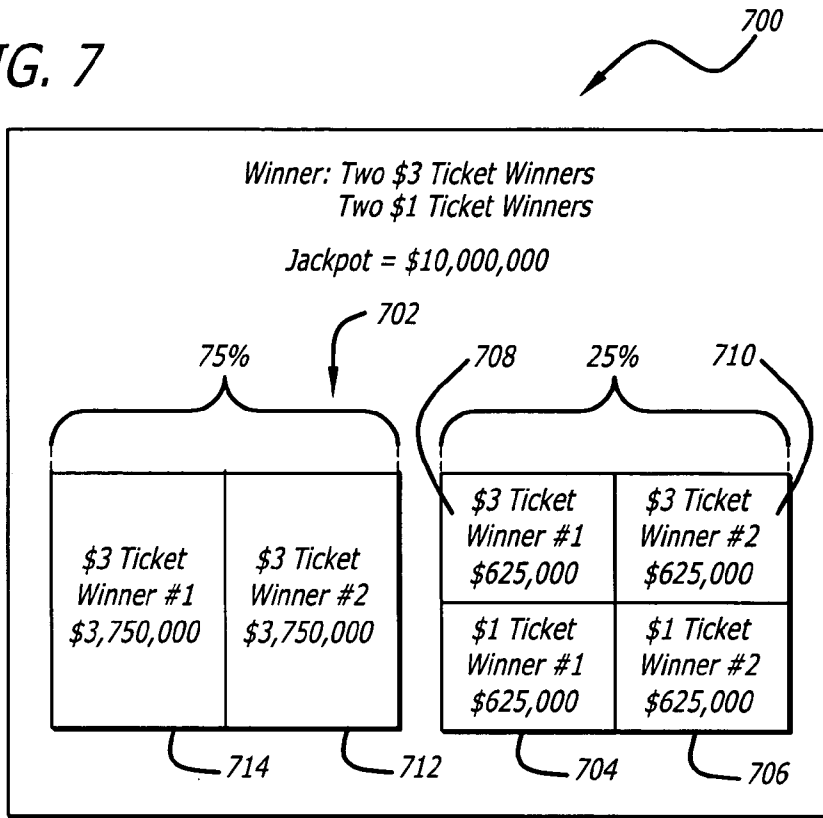 IG. 7
700
Winner: Two $3 Ticket Winners
Two $1 Ticket Winners
Jackpot = $10,000,000
702
75%
708
25%
710
$3 Ticket
Winner #1
$3,750,000
$3 Ticket
Winner #2
$3,750,000
$3 Ticket
Winner #1
$625,000
$3 Ticket
Winner #2
$625,000
$1 Ticket
Winner #1
$625,000
$1 Ticket
Winner #2
$625,000
714
712
704
706